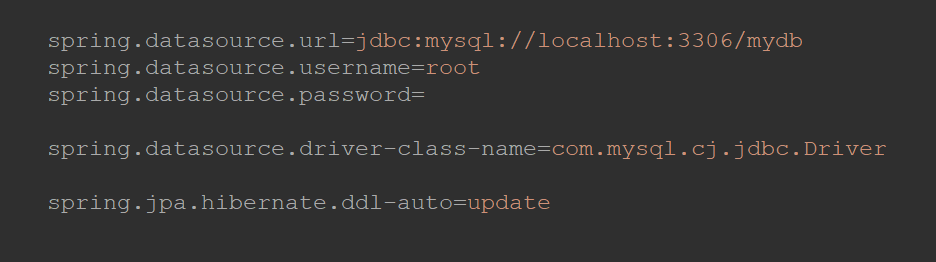 spring.datasource.url=jdbc:mysql://localhost:3306/mydb
spring.datasource.username=root
spring.datasource.password=
spring.datasource.driver-class-name=com.mysql.cj.jdbc.Driver
spring.jpa.hibernate.ddl-auto=update